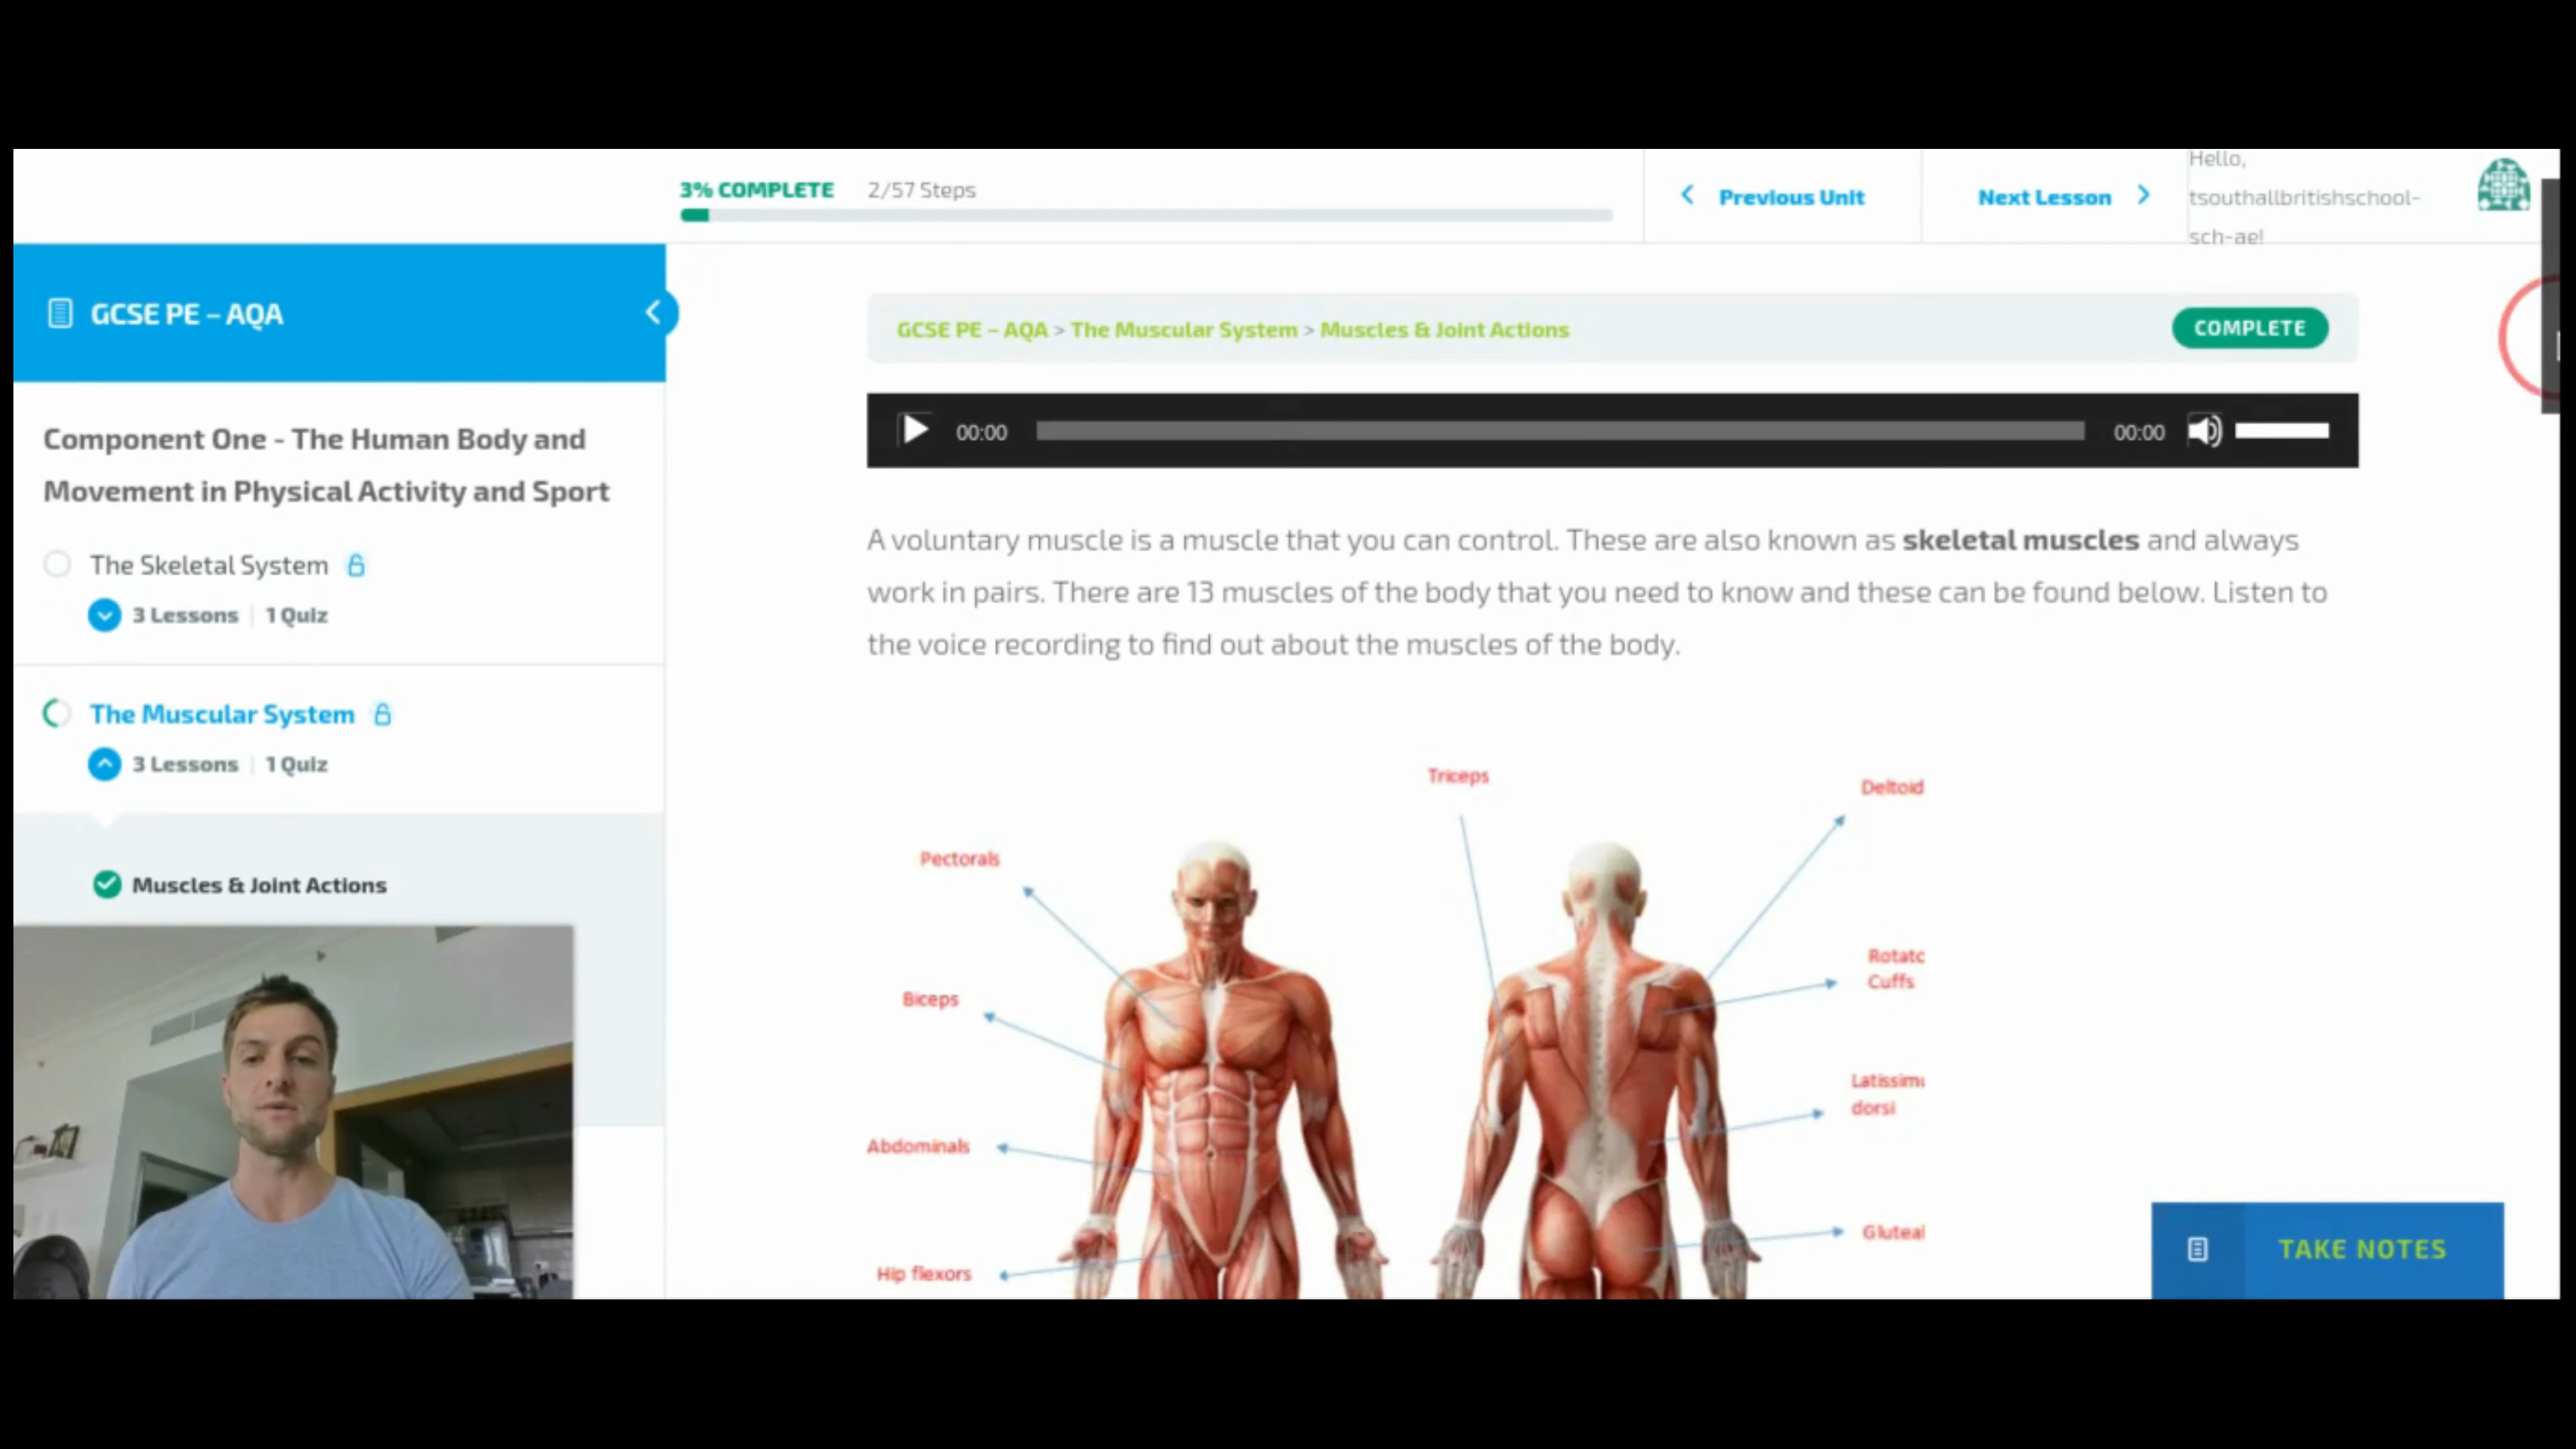 3% COMPLETE 2/57 Steps
Previous Unit
Next Lesson
Hello,
tsouthallbritishschool-
sch-ae!
GCSE PE – AQA
Component One - The Human Body and
Movement in Physical Activity and Sport
The Skeletal System
3 Lessons | 1 Quiz
The Muscular System
3 Lessons | 1 Quiz
Muscles & Joint Actions
GCSE PE – AQA > The Muscular System > Muscles & Joint Actions
COMPLETE
00:00 00:00
A voluntary muscle is a muscle that you can control. These are also known as skeletal muscles and always
work in pairs. There are 13 muscles of the body that you need to know and these can be found below. Listen to
the voice recording to find out about the muscles of the body.
Triceps
Deltoid
Pectorals
Rotatc
Cuffs
Biceps
Latissimu
dorsi
Abdominals
Gluteal
Hip flexors
TAKE NOTES